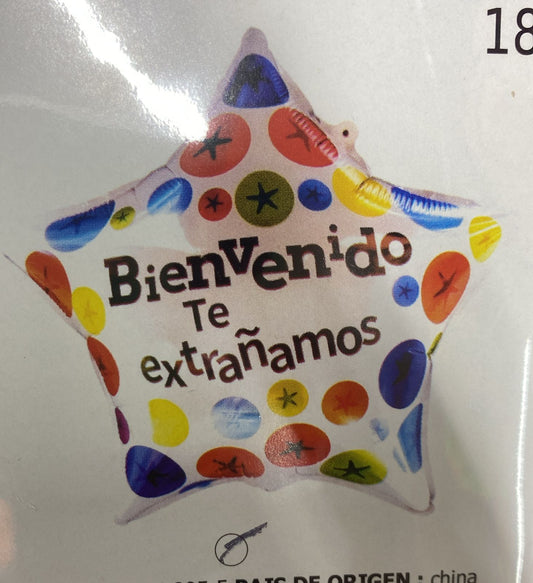 18
Bienvenido
Te
extrañamos
PAIS DE ORIGEN : china